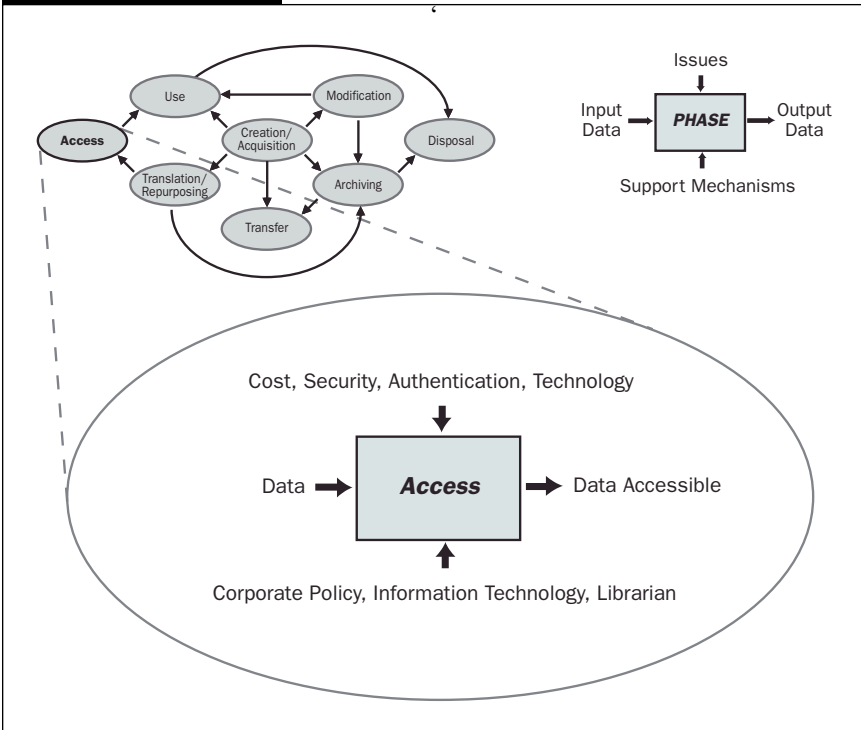 ‘
Use
Modification
Access
Creation/
Acquisition
Disposal
Translation/
Repurposing
Archiving
Transfer
Issues
Input
Data
PHASE
Output
Data
Support Mechanisms
Cost, Security, Authentication, Technology
Data
Access
Data Accessible
Corporate Policy, Information Technology, Librarian